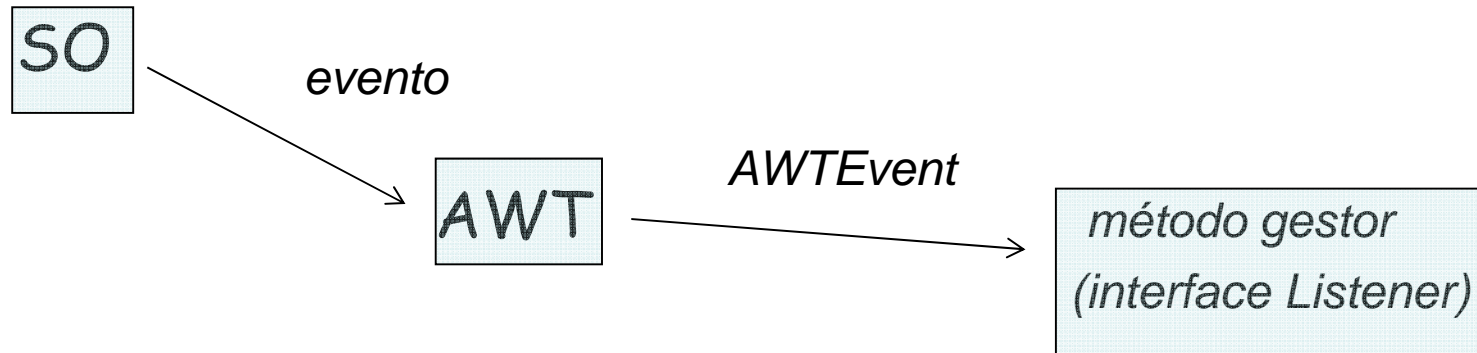 SO
evento
AWT
AWTEvent
método gestor
(interface Listener)